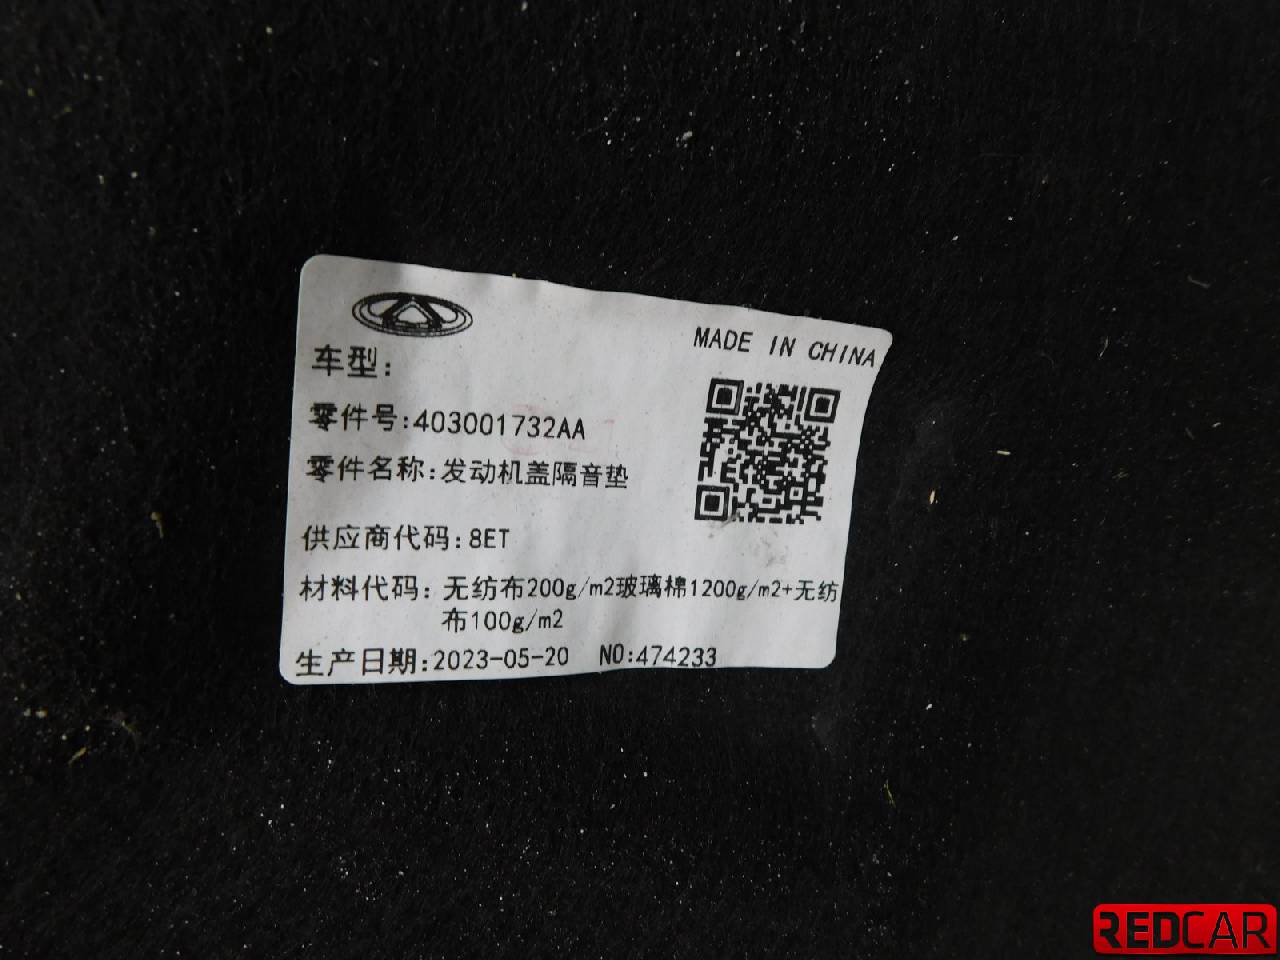 MADE IN CHINA
车型:
零件号:403001732AA
零件名称:发动机盖隔音垫
供应商代码:8ET
材料代码: 无纺布200g/m2玻璃棉1200g/m2+无纺
布100g/m2
生产日期:2023-05-20 NO:474233
REDCAR